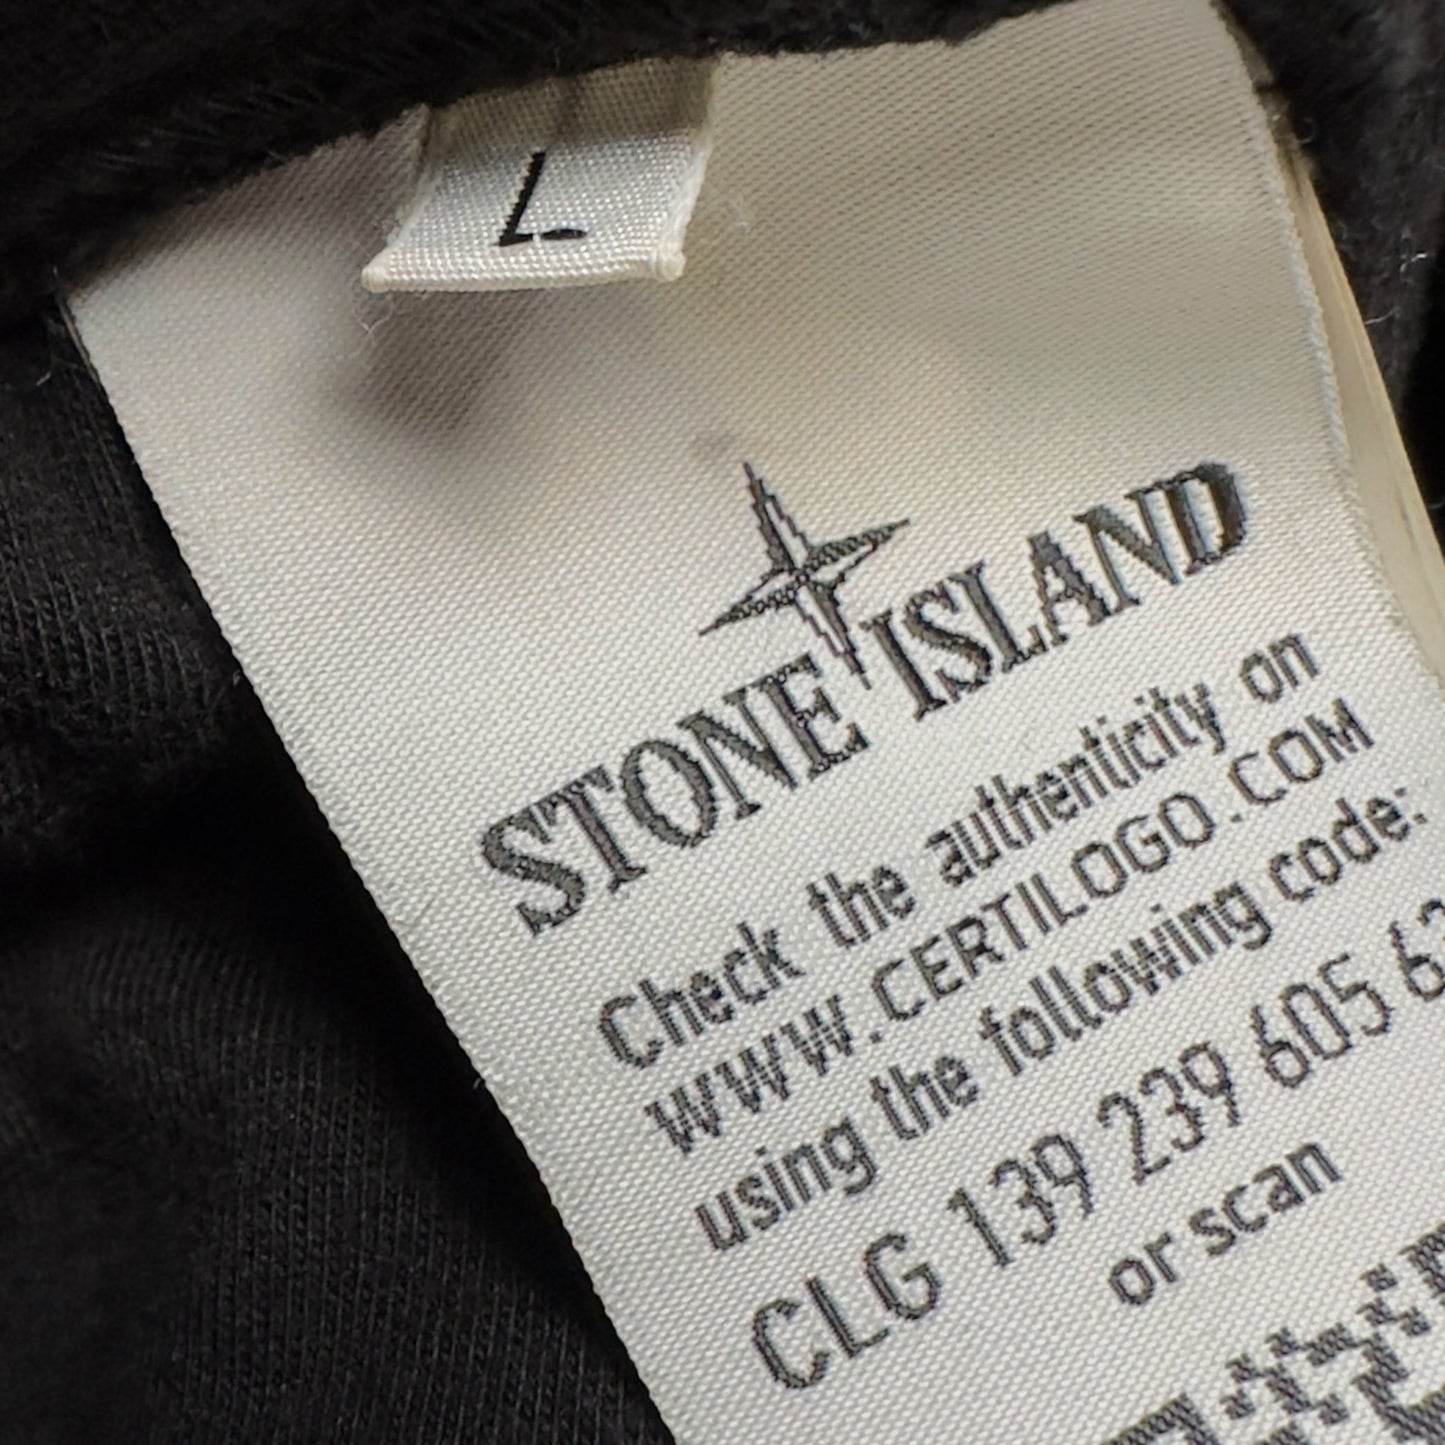 L
STONE ISLAND
Check the authenticity on
WWW.CERTILOGO.COM
using the following code:
CLG 139 239 605 6
or scan